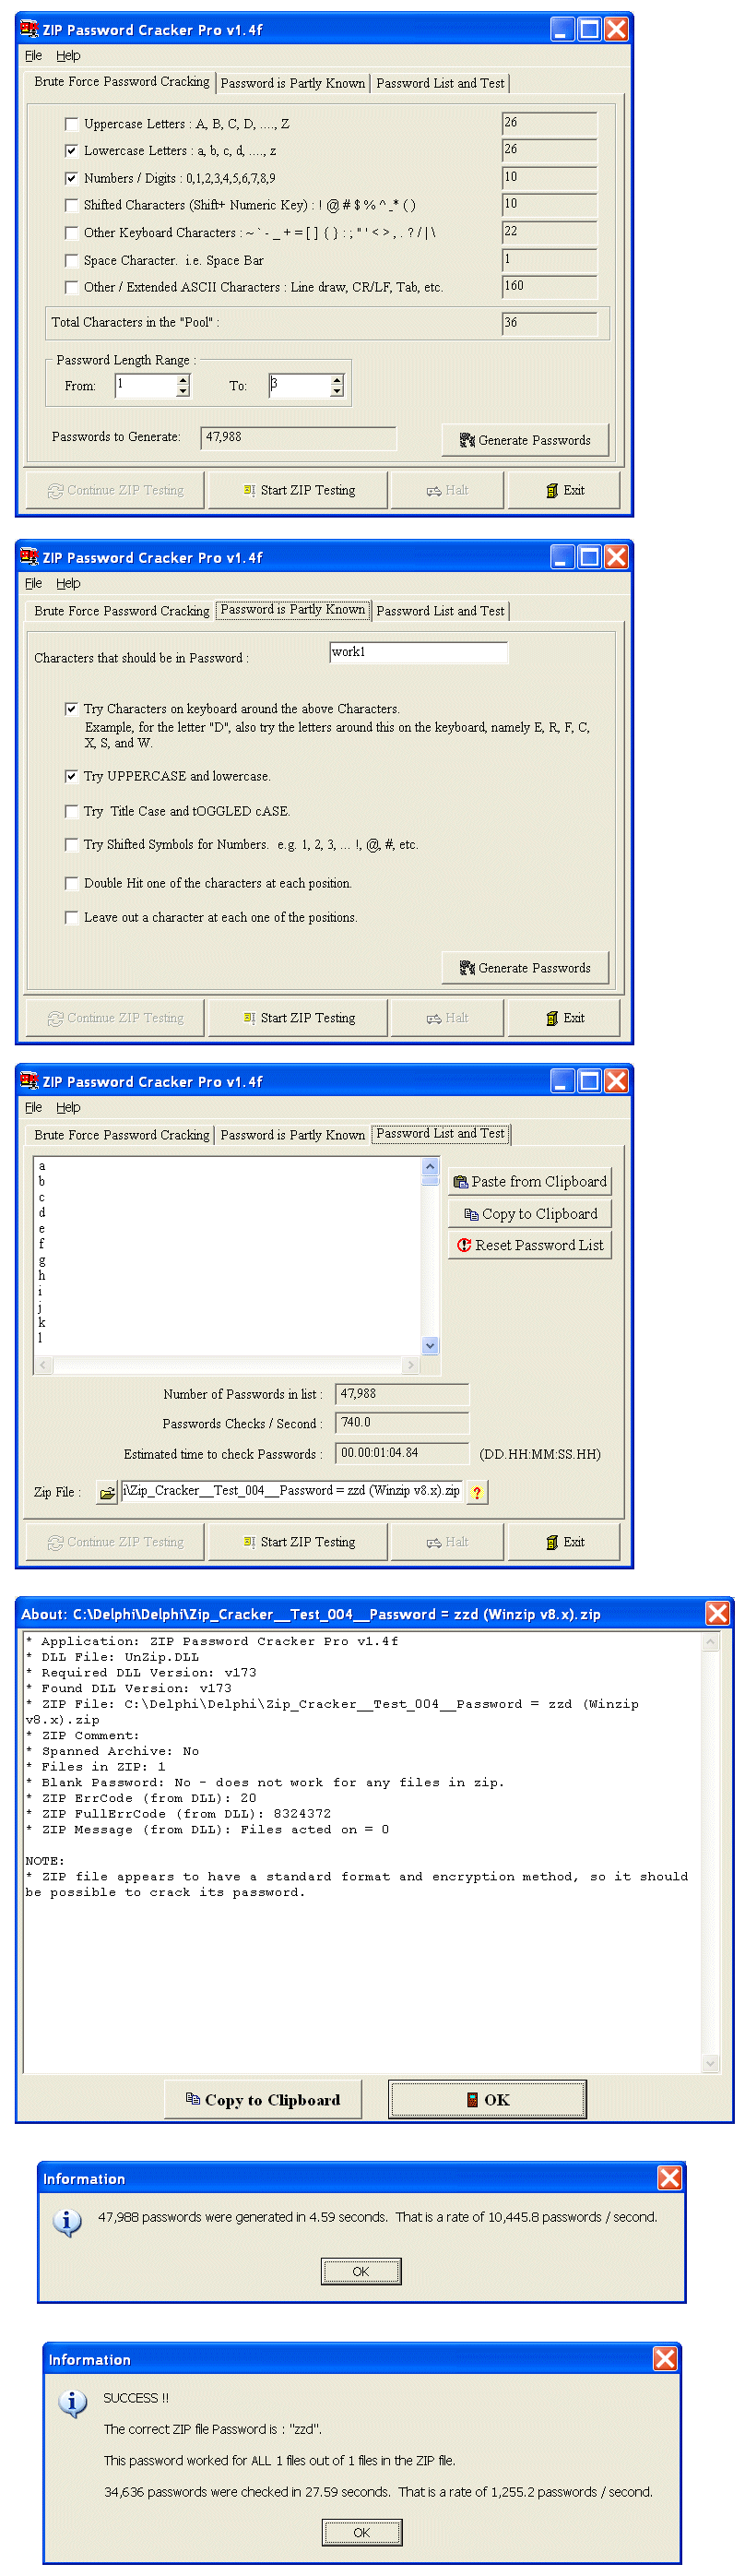 ZIP Password Cracker Pro v1.4f
File Help
Brute Force Password Cracking Password is Partly Known Password List and Test
Uppercase Letters : A, B, C, D, ...., Z 26
Lowercase Letters : a, b, c, d, ...., z 26
Numbers / Digits : 0,1,2,3,4,5,6,7,8,9 10
Shifted Characters (Shift+ Numeric Key) : ! @ # $ % ^ _* ( ) 10
Other Keyboard Characters : ~ ` - _ + = [ ] { } : ; " ' < > , . ? / | \ 22
Space Character. i.e. Space Bar 1
Other / Extended ASCII Characters : Line draw, CR/LF, Tab, etc. 160
Total Characters in the "Pool" : 36
Password Length Range :
From: 1 To: 3
Passwords to Generate: 47,988 Generate Passwords
Continue ZIP Testing Start ZIP Testing Halt Exit
ZIP Password Cracker Pro v1.4f
File Help
Brute Force Password Cracking Password is Partly Known Password List and Test
Characters that should be in Password : work1
Try Characters on keyboard around the above Characters.
Example, for the letter "D", also try the letters around this on the keyboard, namely E, R, F, C,
X, S, and W.
Try UPPERCASE and lowercase.
Try Title Case and tOGGLED cASE.
Try Shifted Symbols for Numbers. e.g. 1, 2, 3, ... !, @, #, etc.
Double Hit one of the characters at each position.
Leave out a character at each one of the positions.
Generate Passwords
Continue ZIP Testing Start ZIP Testing Halt Exit
ZIP Password Cracker Pro v1.4f
File Help
Brute Force Password Cracking Password is Partly Known Password List and Test
a
b
c
d
e
f
g
h
i
j
k
l
Paste from Clipboard
Copy to Clipboard
Reset Password List
Number of Passwords in list : 47,988
Passwords Checks / Second : 740.0
Estimated time to check Passwords : 00.00:01:04.84 (DD.HH:MM:SS.HH)
Zip File : i\Zip_Cracker__Test_004__Password = zzd (Winzip v8.x).zip ?
Continue ZIP Testing Start ZIP Testing Halt Exit
About: C:\Delphi\Delphi\Zip_Cracker__Test_004__Password = zzd (Winzip v8.x).zip
* Application: ZIP Password Cracker Pro v1.4f
* DLL File: UnZip.DLL
* Required DLL Version: v173
* Found DLL Version: v173
* ZIP File: C:\Delphi\Delphi\Zip_Cracker__Test_004__Password = zzd (Winzip
v8.x).zip
* ZIP Comment:
* Spanned Archive: No
* Files in ZIP: 1
* Blank Password: No - does not work for any files in zip.
* ZIP ErrCode (from DLL): 20
* ZIP FullErrCode (from DLL): 8324372
* ZIP Message (from DLL): Files acted on = 0
NOTE:
* ZIP file appears to have a standard format and encryption method, so it should
be possible to crack its password.
Copy to Clipboard OK
Information
47,988 passwords were generated in 4.59 seconds. That is a rate of 10,445.8 passwords / second.
OK
Information
SUCCESS !!
The correct ZIP file Password is : "zzd".
This password worked for ALL 1 files out of 1 files in the ZIP file.
34,636 passwords were checked in 27.59 seconds. That is a rate of 1,255.2 passwords / second.
OK